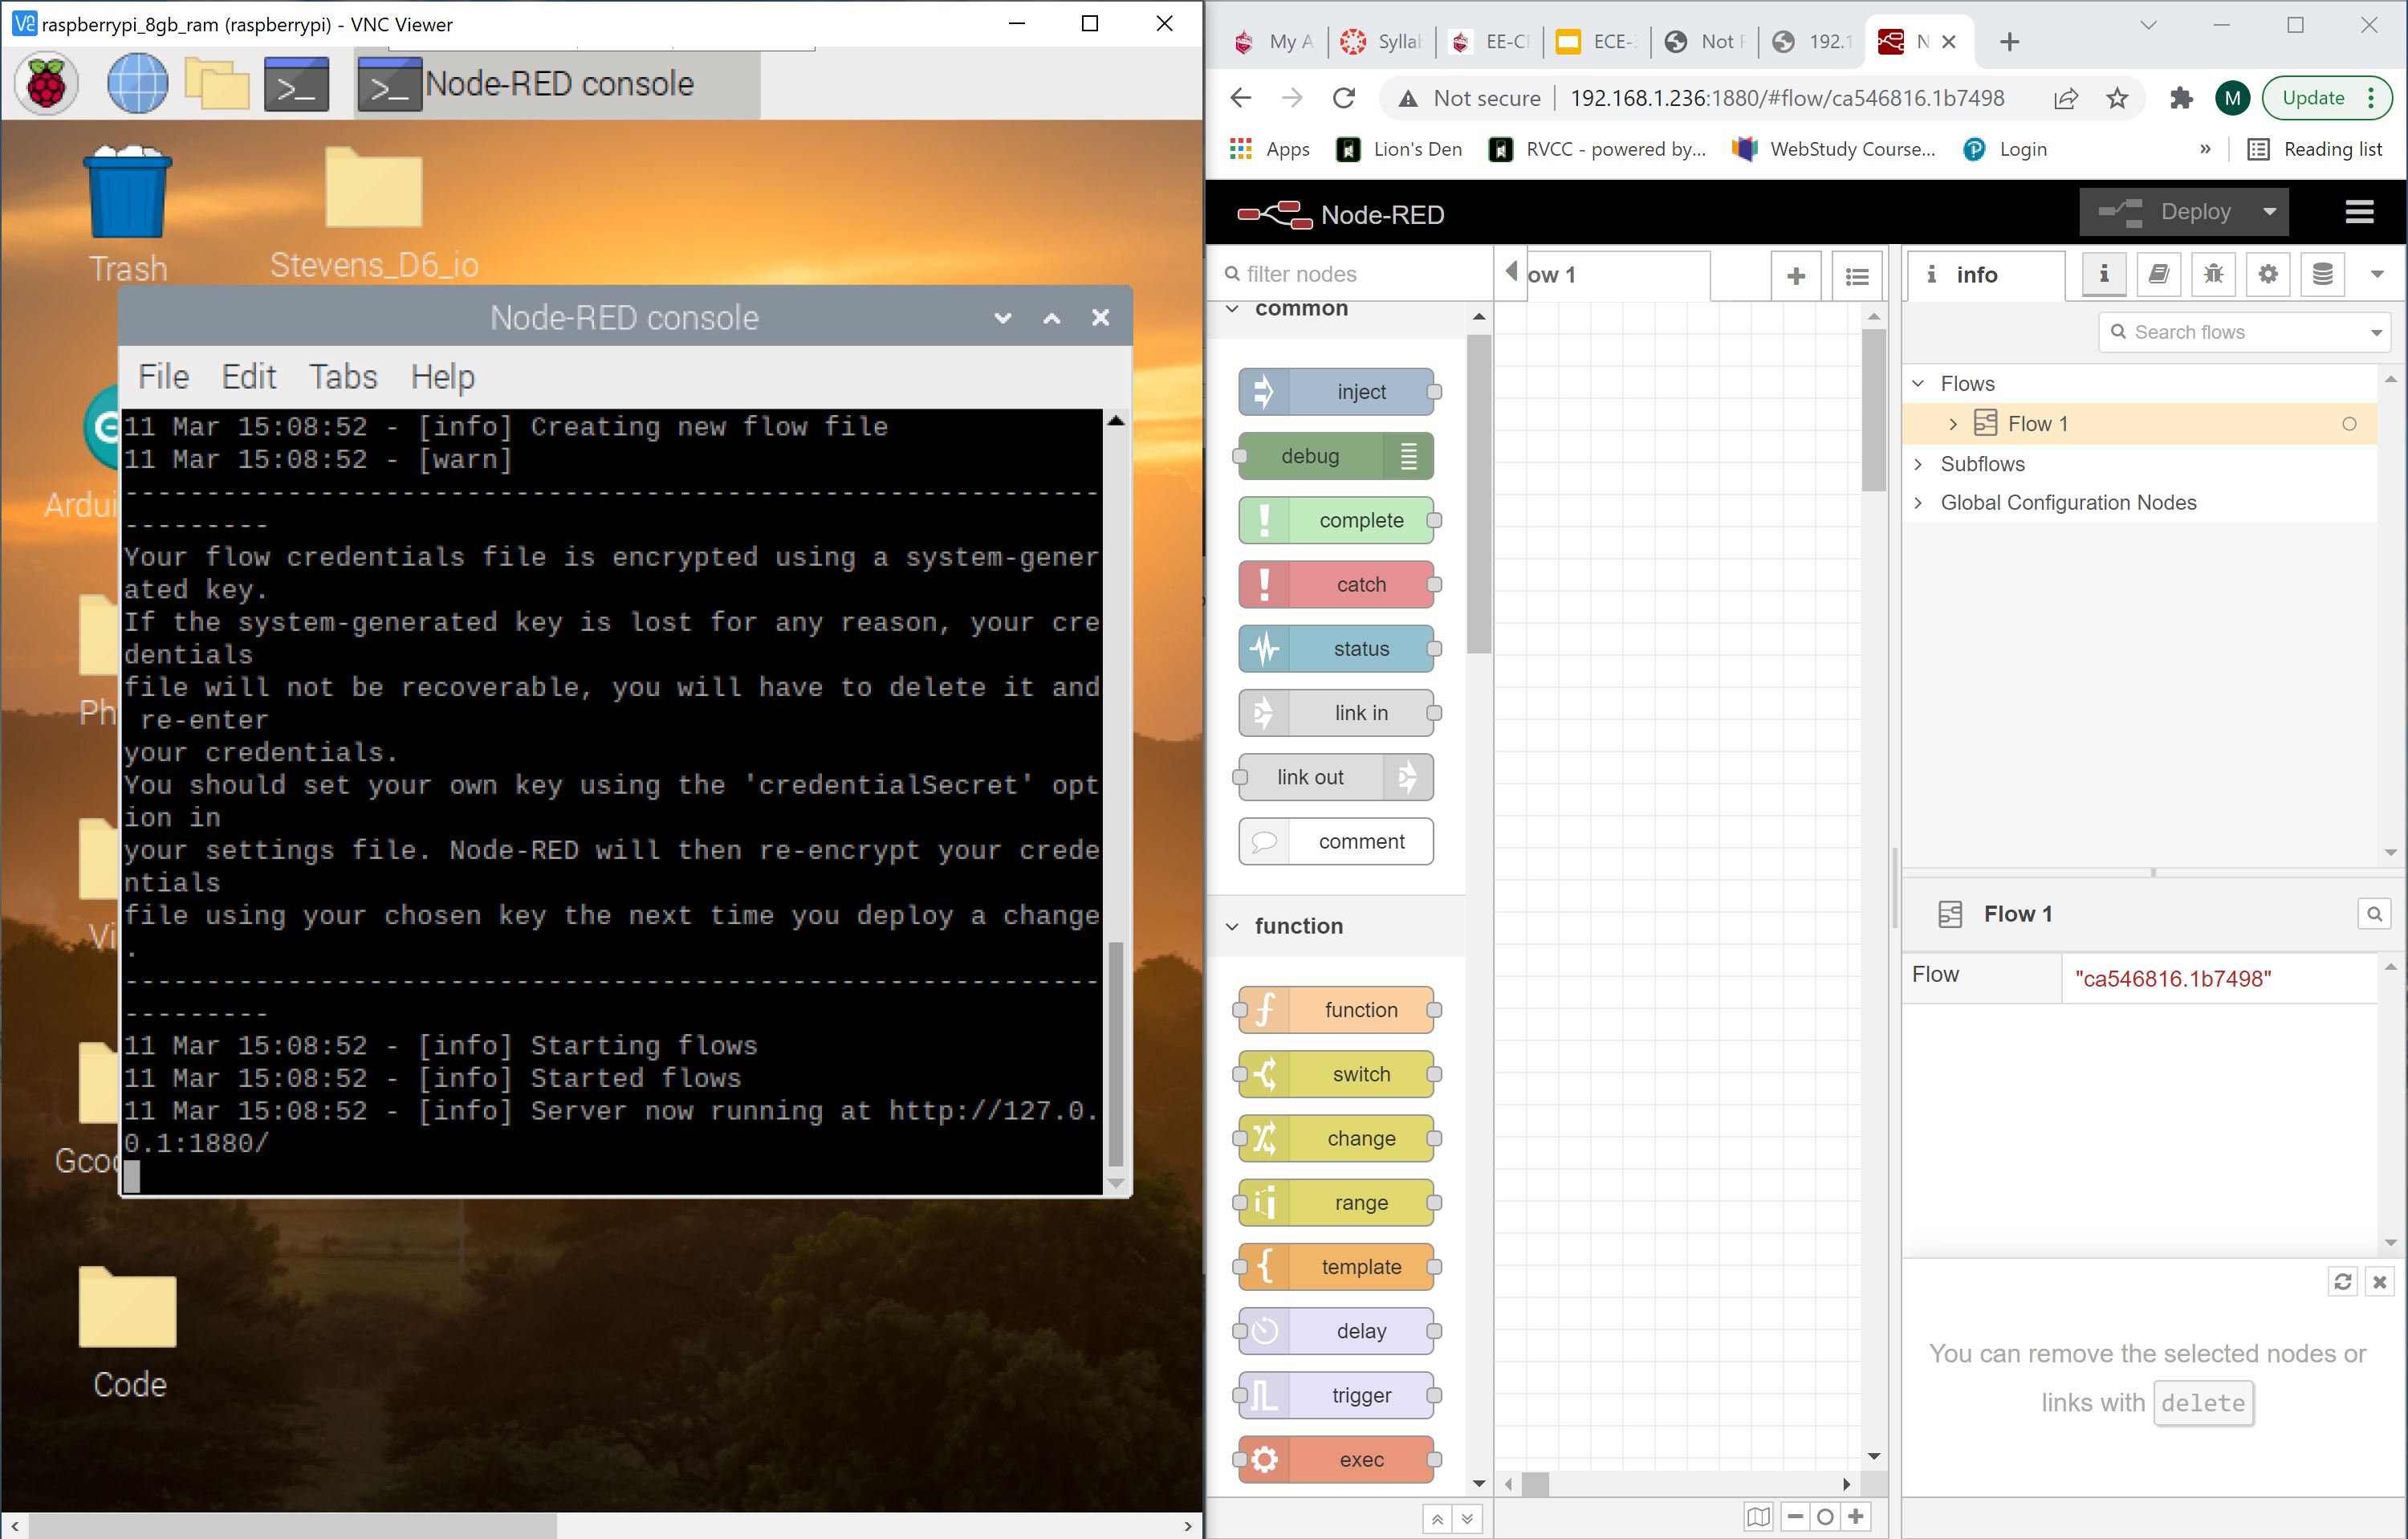 raspberrypi_8gb_ram (raspberrypi) - VNC Viewer
Node-RED console
Trash
Stevens_D6_io
Node-RED console
File Edit Tabs Help
11 Mar 15:08:52 - [info] Creating new flow file
11 Mar 15:08:52 - [warn]
------------------------------------------------------------
---------
Your flow credentials file is encrypted using a system-gener
ated key.
If the system-generated key is lost for any reason, your cre
dentials
file will not be recoverable, you will have to delete it and
re-enter
your credentials.
You should set your own key using the 'credentialSecret' opt
ion in
your settings file. Node-RED will then re-encrypt your crede
ntials
file using your chosen key the next time you deploy a change
.
------------------------------------------------------------
---------
11 Mar 15:08:52 - [info] Starting flows
11 Mar 15:08:52 - [info] Started flows
11 Mar 15:08:52 - [info] Server now running at http://127.0.
0.1:1880/
Ardui
Ph
Vi
Gcod
Code
My A
Syllab
EE-C
ECE-
Not F
192.1
N
Not secure
192.168.1.236:1880/#flow/ca546816.1b7498
M
Update
Apps
Lion's Den
RVCC - powered by...
WebStudy Course...
Login
»
Reading list
Node-RED
Deploy
filter nodes
common
inject
debug
complete
catch
status
link in
link out
comment
function
function
switch
change
range
template
delay
trigger
exec
ow 1
info
Search flows
Flows
Flow 1
Subflows
Global Configuration Nodes
Flow 1
Flow "ca546816.1b7498"
You can remove the selected nodes or
links with delete